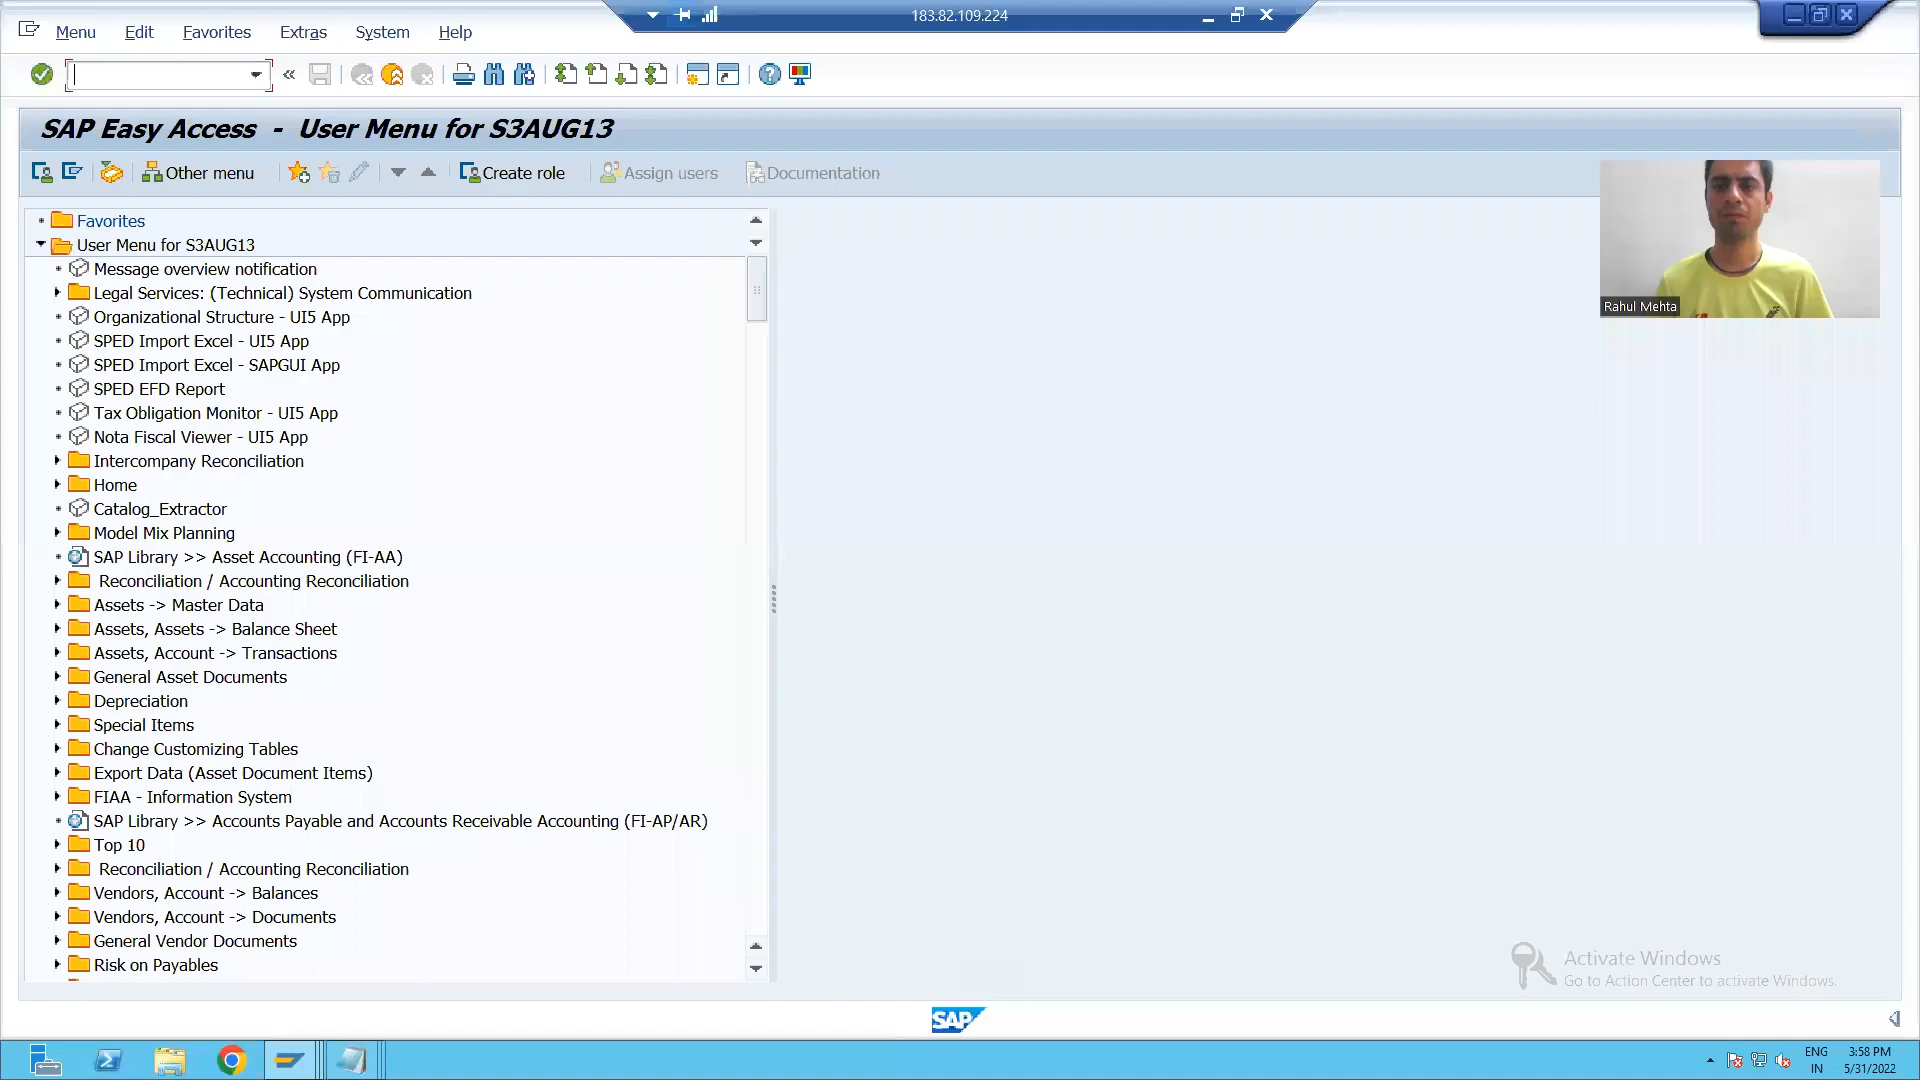 183.82.109.224
Menu Edit Favorites Extras System Help
SAP Easy Access - User Menu for S3AUG13
Other menu Create role Assign users Documentation
Favorites
User Menu for S3AUG13
Message overview notification
Legal Services: (Technical) System Communication
Organizational Structure - UI5 App
SPED Import Excel - UI5 App
SPED Import Excel - SAPGUI App
SPED EFD Report
Tax Obligation Monitor - UI5 App
Nota Fiscal Viewer - UI5 App
Intercompany Reconciliation
Home
Catalog_Extractor
Model Mix Planning
SAP Library >> Asset Accounting (FI-AA)
Reconciliation / Accounting Reconciliation
Assets -> Master Data
Assets, Assets -> Balance Sheet
Assets, Account -> Transactions
General Asset Documents
Depreciation
Special Items
Change Customizing Tables
Export Data (Asset Document Items)
FIAA - Information System
SAP Library >> Accounts Payable and Accounts Receivable Accounting (FI-AP/AR)
Top 10
Reconciliation / Accounting Reconciliation
Vendors, Account -> Balances
Vendors, Account -> Documents
General Vendor Documents
Risk on Payables
Rahul Mehta
Activate Windows
Go to Action Center to activate Windows.
SAP
ENG 3:58 PM
IN 5/31/2022